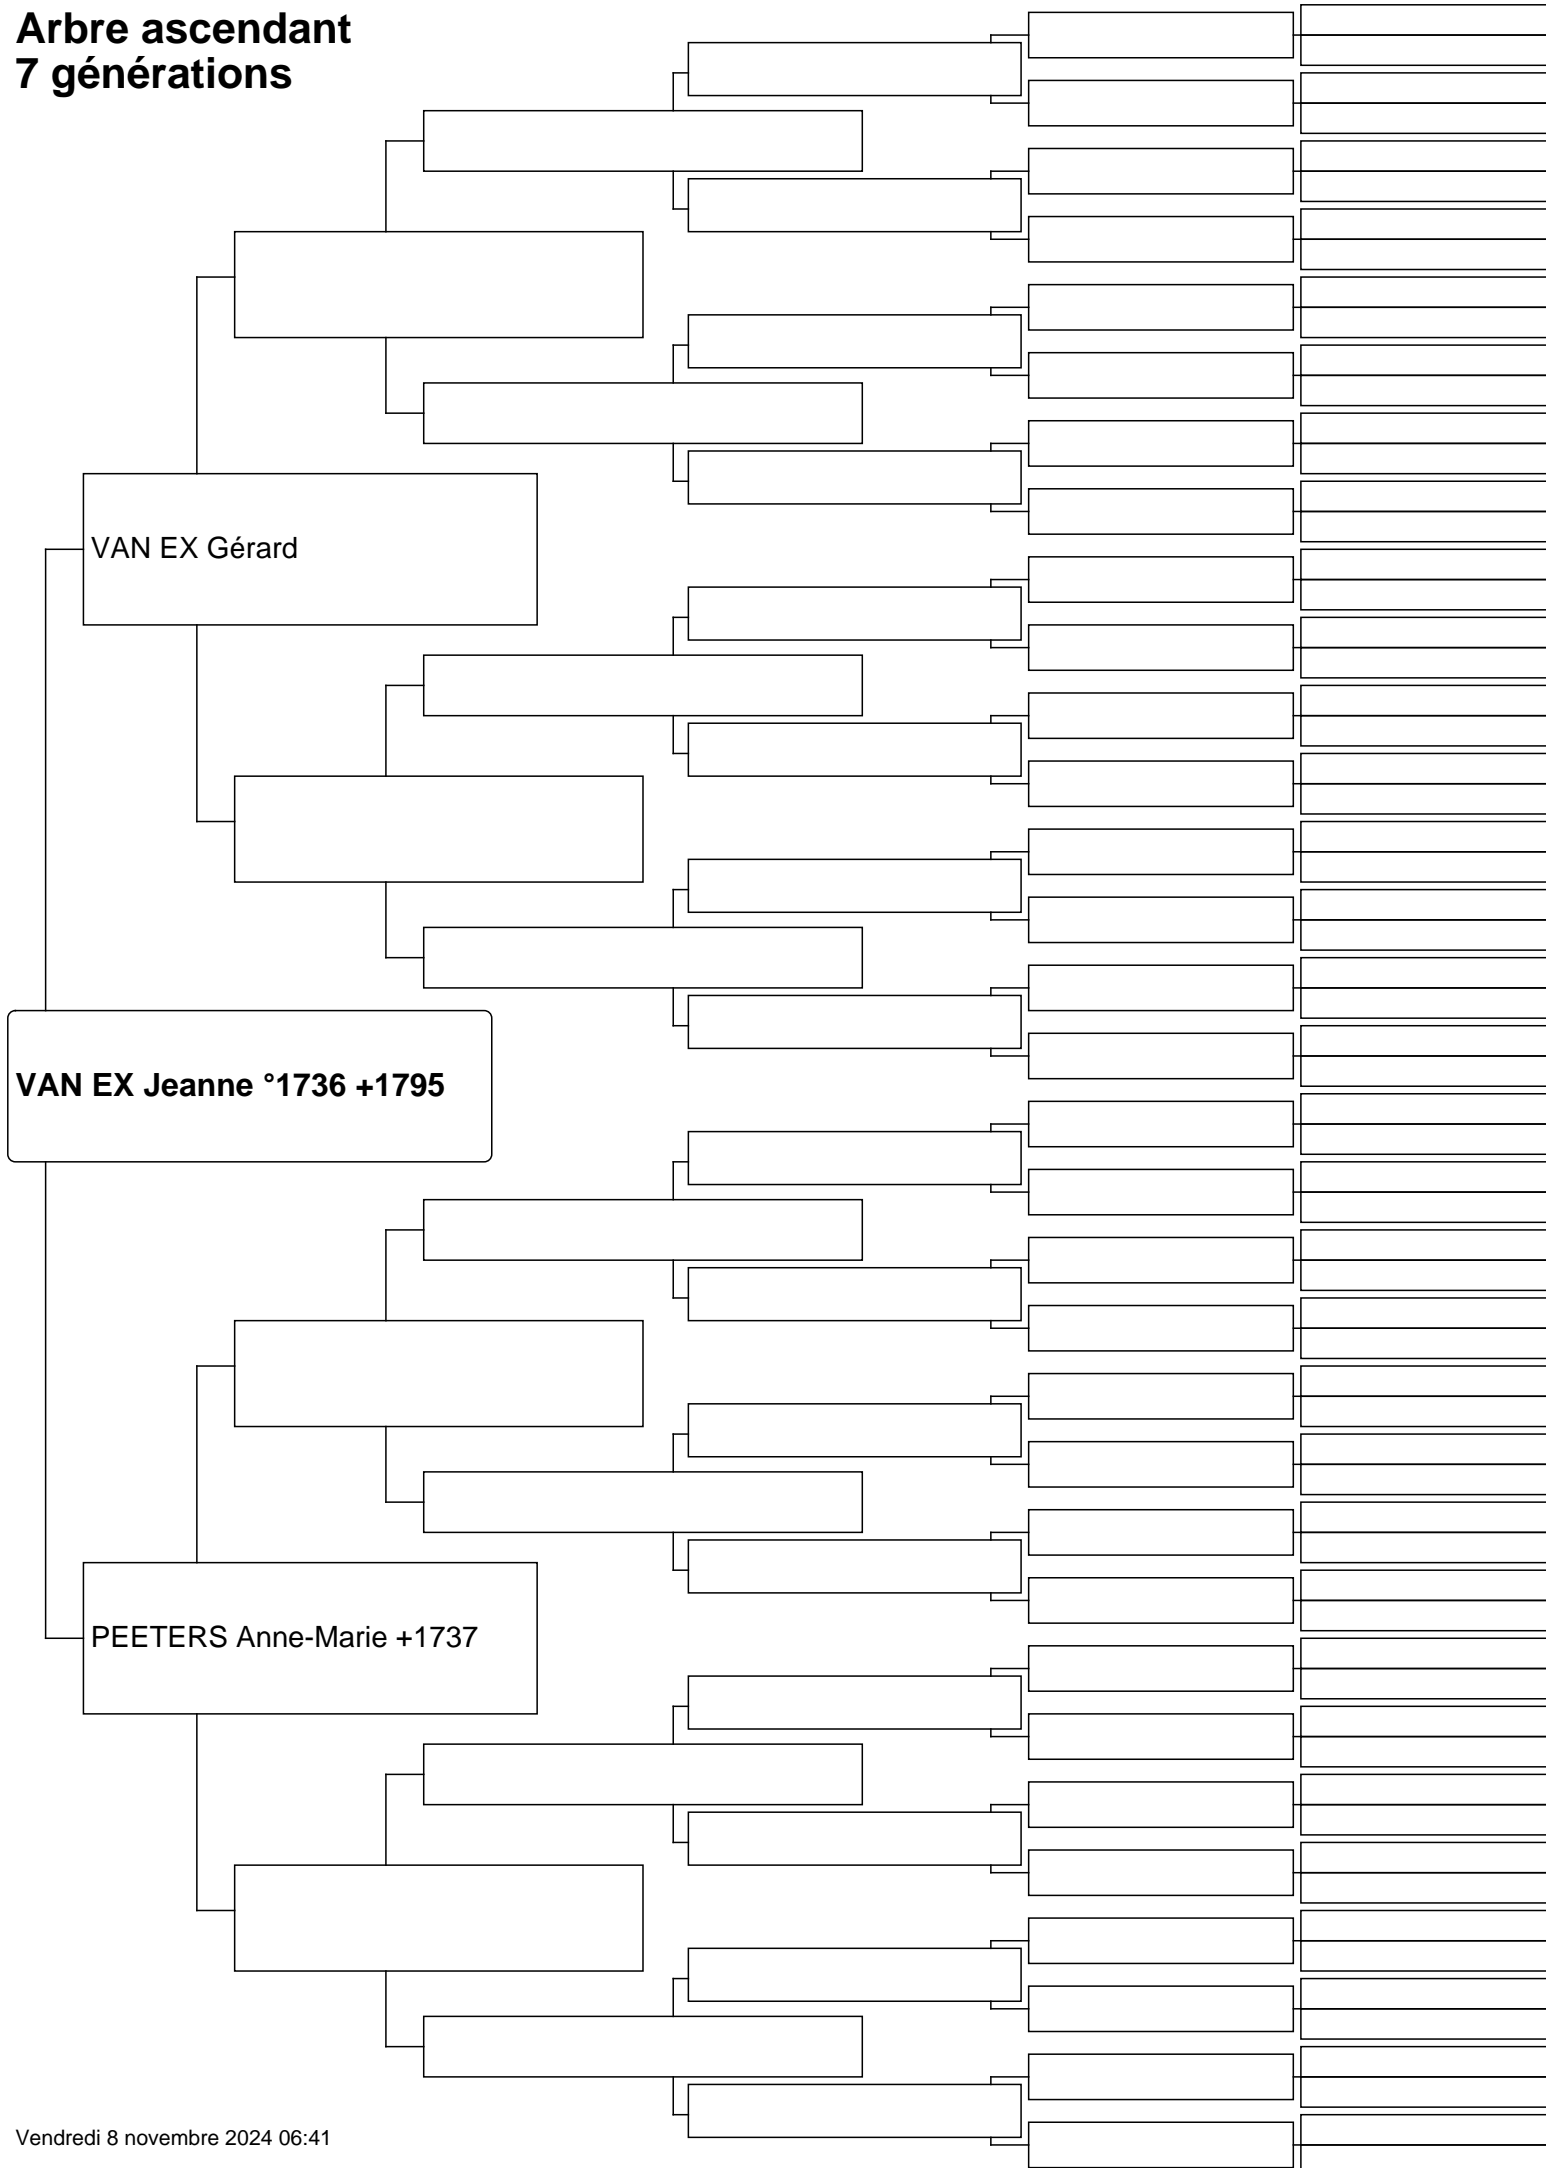 Arbre ascendant
7 générations
VAN EX Gérard
VAN EX Jeanne °1736 +1795
PEETERS Anne-Marie +1737
Vendredi 8 novembre 2024 06:41